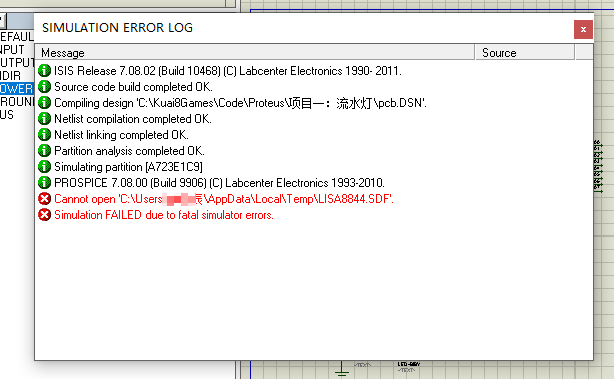 SIMULATION ERROR LOG
x
Message
Source
ISIS Release 7.08.02 (Build 10468) (C) Labcenter Electronics 1990- 2011.
Source code build completed OK.
Compiling design 'C:\Kuai8Games\Code\Proteus\项目一：流水灯\pcb.DSN'.
Netlist compilation completed OK.
Netlist linking completed OK.
Partition analysis completed OK.
Simulating partition [A723E1C9]
PROSPICE 7.08.00 (Build 9906) (C) Labcenter Electronics 1993-2010.
Cannot open 'C:\Users\AppData\Local\Temp\LISA8844.SDF'.
Simulation FAILED due to fatal simulator errors.
EFAUL
NPUT
UTPUT
IDIR
OWER
ROUN
US
<TEXT>
<TEXT>